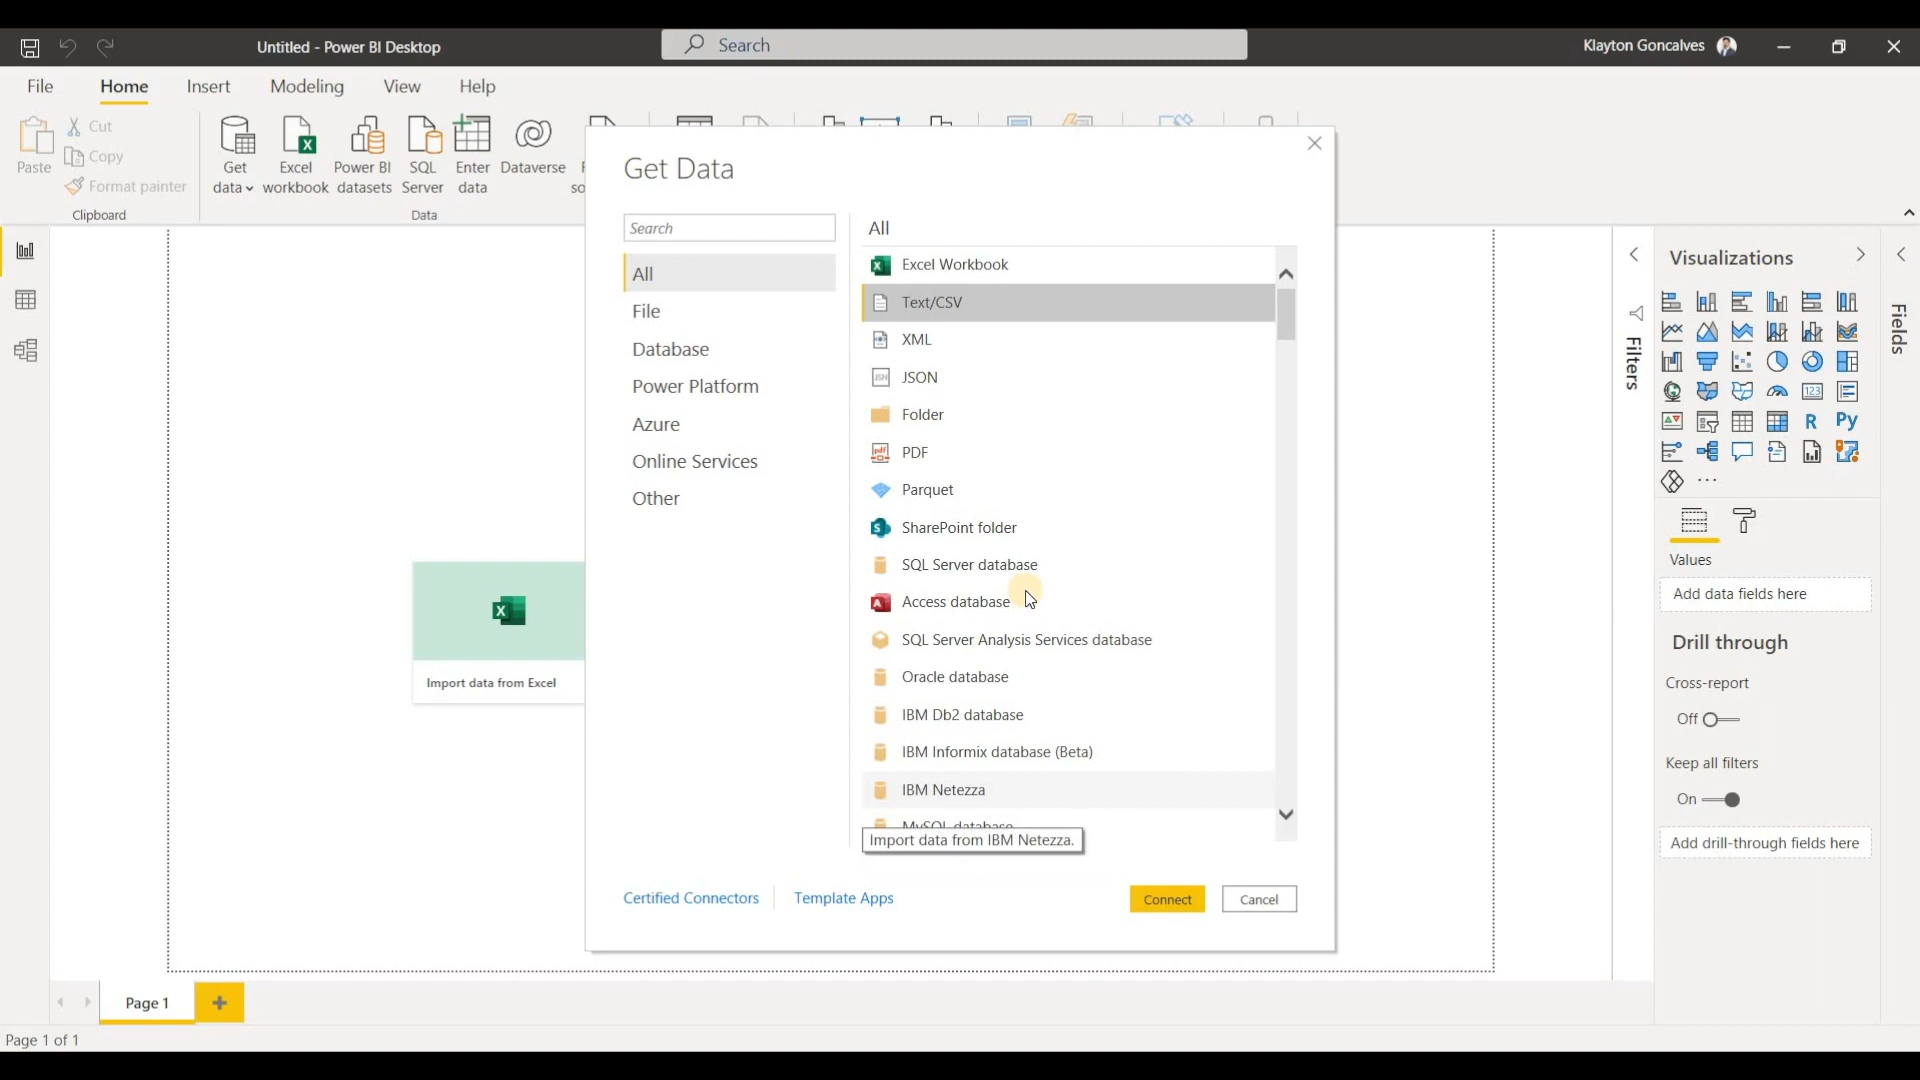 Untitled - Power BI Desktop
Search
Klayton Goncalves
File Home Insert Modeling View Help
Paste
Cut
Copy
Format painter
Clipboard
Get data
Excel workbook
Power BI datasets
SQL Server
Enter data
Dataverse
Data
Get Data
Search
All
File
Database
Power Platform
Azure
Online Services
Other
All
Excel Workbook
Text/CSV
XML
JSON
Folder
PDF
Parquet
SharePoint folder
SQL Server database
Access database
SQL Server Analysis Services database
Oracle database
IBM Db2 database
IBM Informix database (Beta)
IBM Netezza
MySQL database
Import data from IBM Netezza.
Certified Connectors
Template Apps
Connect
Cancel
Import data from Excel
Filters
Visualizations
R
Py
123
Values
Add data fields here
Drill through
Cross-report
Off
Keep all filters
On
Add drill-through fields here
Fields
Page 1
Page 1 of 1